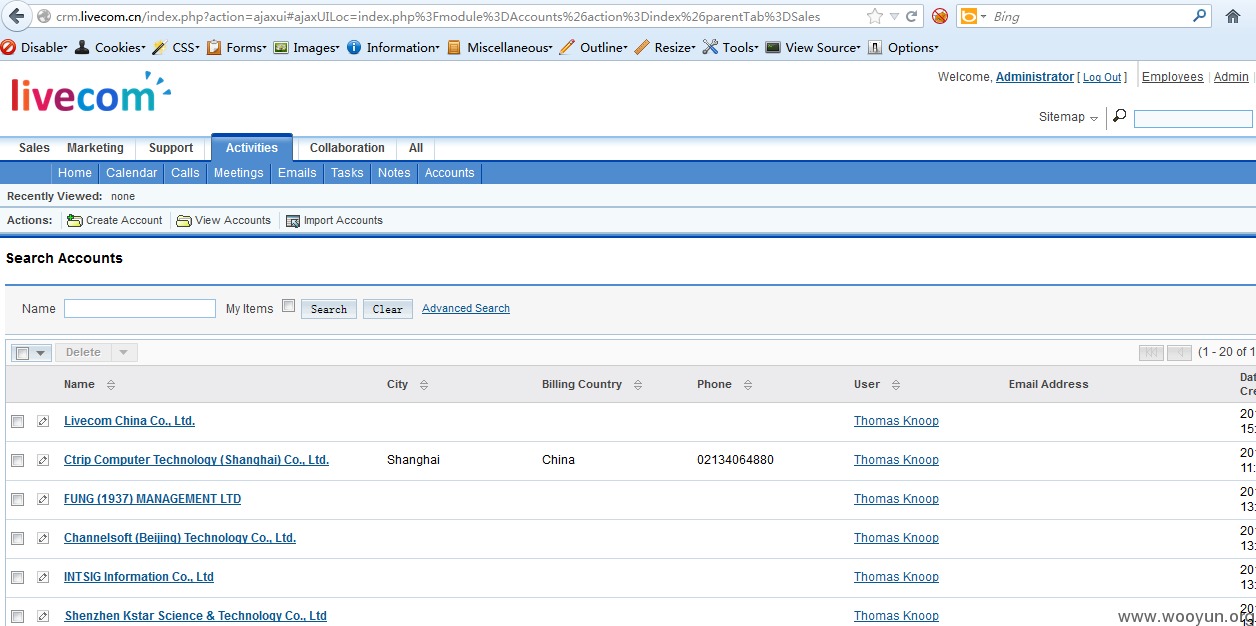 crm.livecom.cn/index.php?action=ajaxui#ajaxUILoc=index.php%3Fmodule%3DAccounts%26action%3Dindex%26parentTab%3DSales Bing
Disable Cookies CSS Forms Images Information Miscellaneous Outline Resize Tools View Source Options
livecom
Welcome, Administrator [ Log Out ] Employees Admin
Sitemap
Sales Marketing Support Activities Collaboration All
Home Calendar Calls Meetings Emails Tasks Notes Accounts
Recently Viewed: none
Actions: Create Account View Accounts Import Accounts
Search Accounts
Name My Items Search Clear Advanced Search
Delete (1 - 20 of 1
Name City Billing Country Phone User Email Address Dat
Cre
Livecom China Co., Ltd. Thomas Knoop 20
15:
Ctrip Computer Technology (Shanghai) Co., Ltd. Shanghai China 02134064880 Thomas Knoop 20
11:
FUNG (1937) MANAGEMENT LTD Thomas Knoop 20
13:
Channelsoft (Beijing) Technology Co., Ltd. Thomas Knoop 20
13:
INTSIG Information Co., Ltd Thomas Knoop 20
13:
Shenzhen Kstar Science & Technology Co., Ltd Thomas Knoop 20
www.wooyun.org